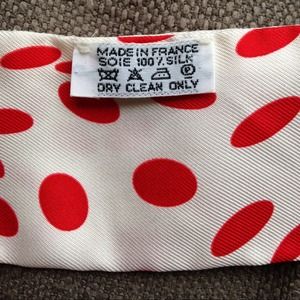 MADE IN FRANCE
SOIE 100% SILK
DRY CLEAN ONLY